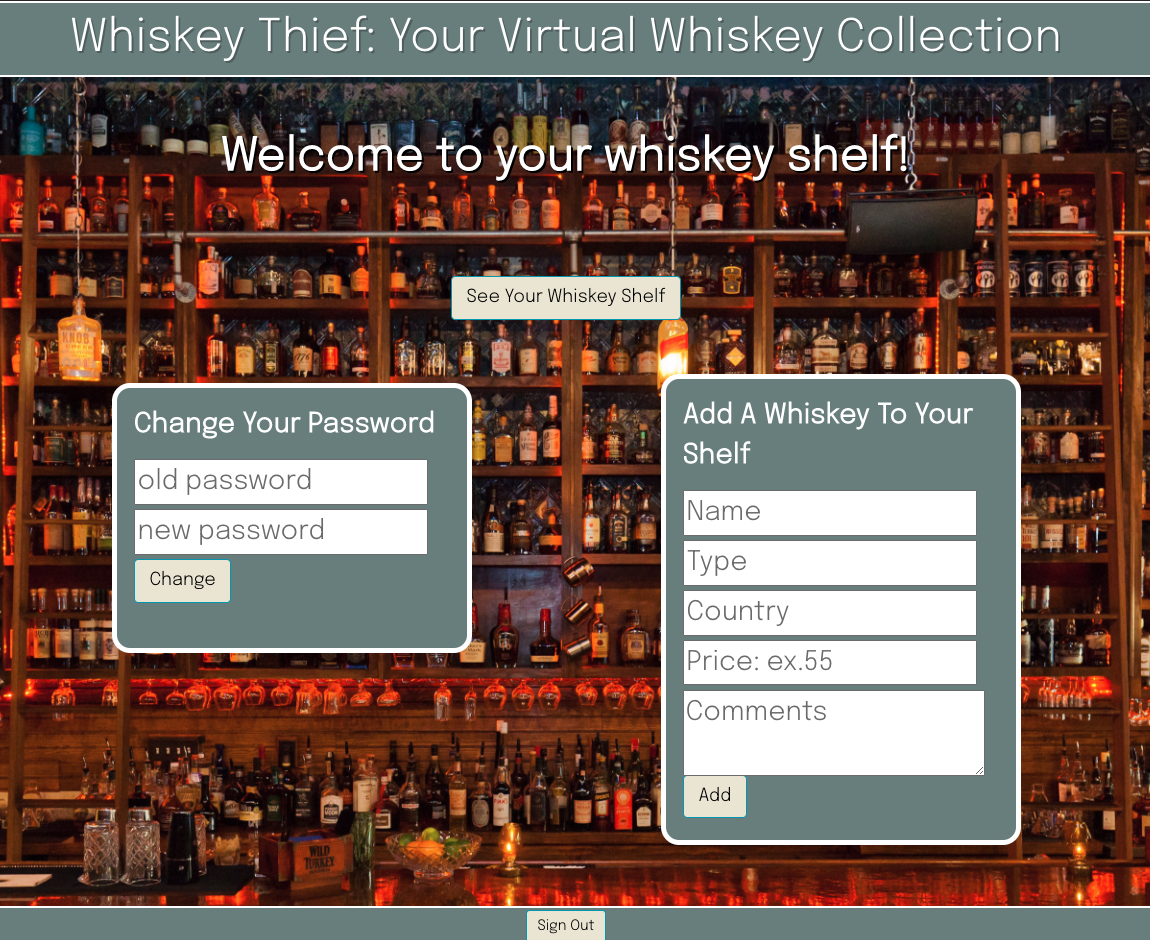 Whiskey Thief: Your Virtual Whiskey Collection
Welcome to your whiskey shelf!
See Your Whiskey Shelf
KNOB
Change Your Password
old password
new password
Change
Add A Whiskey To Your
Shelf
Name
Type
Country
Price: ex.55
Comments
Add
WILD
TURKEY
Sign Out